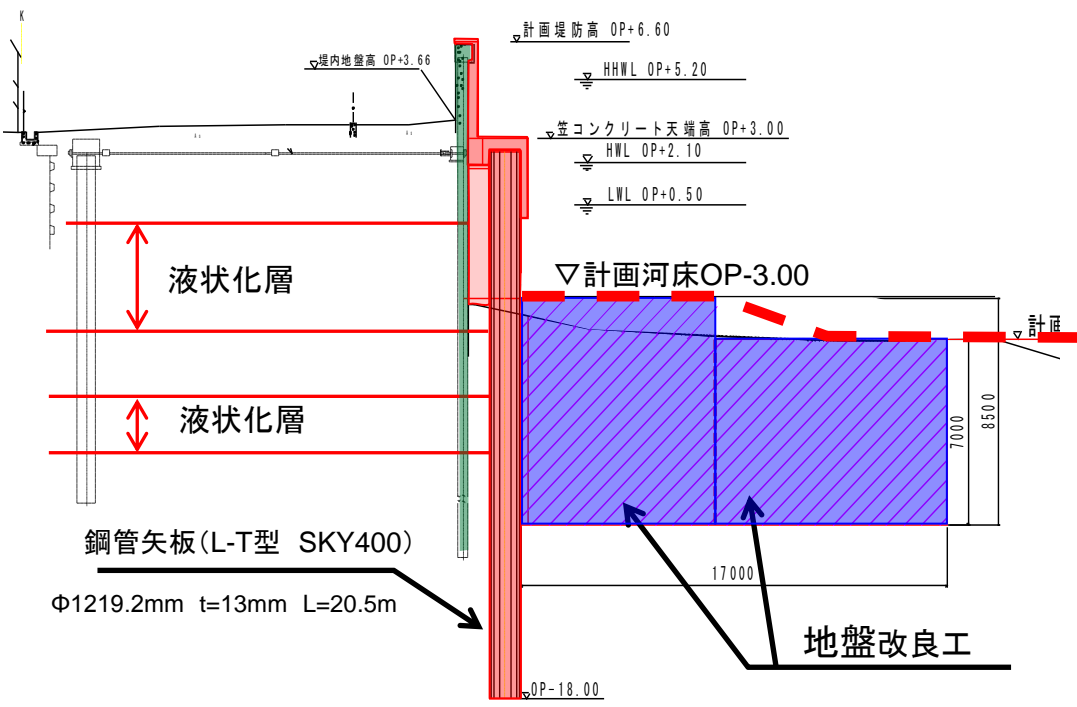 K
計画堤防高 OP+6.60
堤内地盤高 OP+3.66
HHWL OP+5.20
笠コンクリート天端高 OP+3.00
HWL OP+2.10
LWL OP+0.50
液状化層
▽計画河床OP-3.00
計画
液状化層
7000
8500
鋼管矢板(L-T型 SKY400)
17000
Φ1219.2mm t=13mm L=20.5m
地盤改良工
OP-18.00